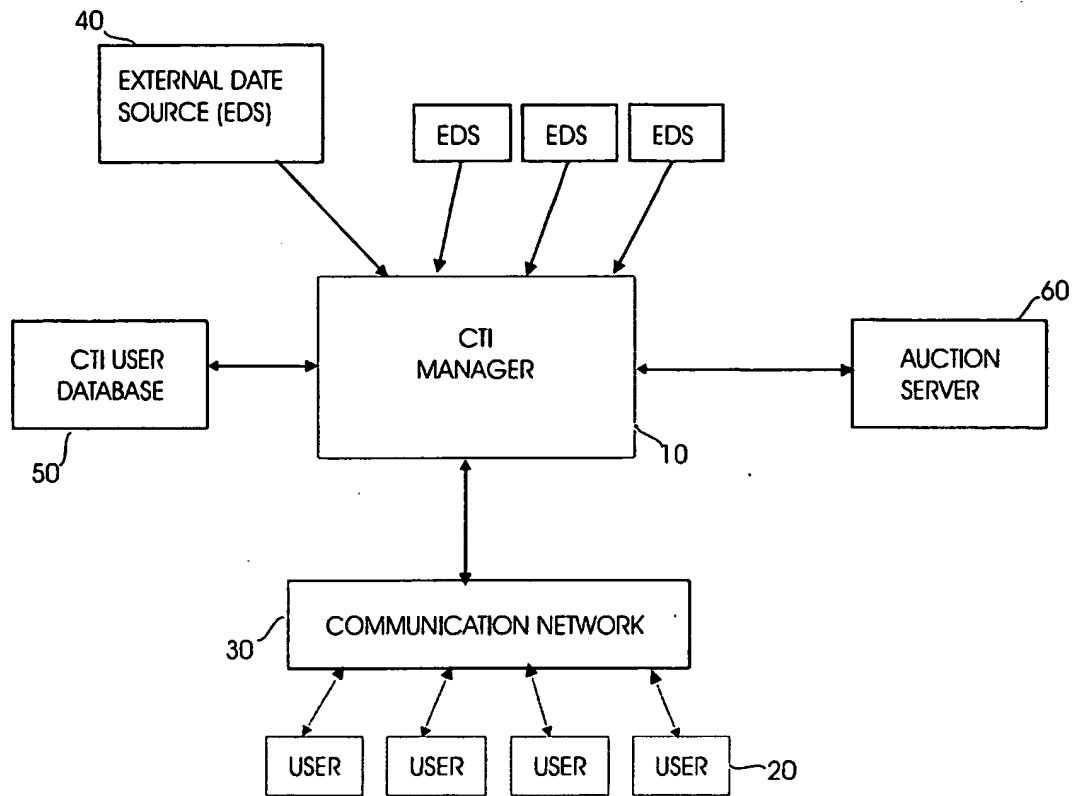 40
EXTERNAL DATE
SOURCE (EDS)
EDS
EDS
EDS
60
CTI USER
DATABASE
CTI
MANAGER
AUCTION
SERVER
50
10
COMMUNICATION NETWORK
30
USER
USER
USER
USER
20